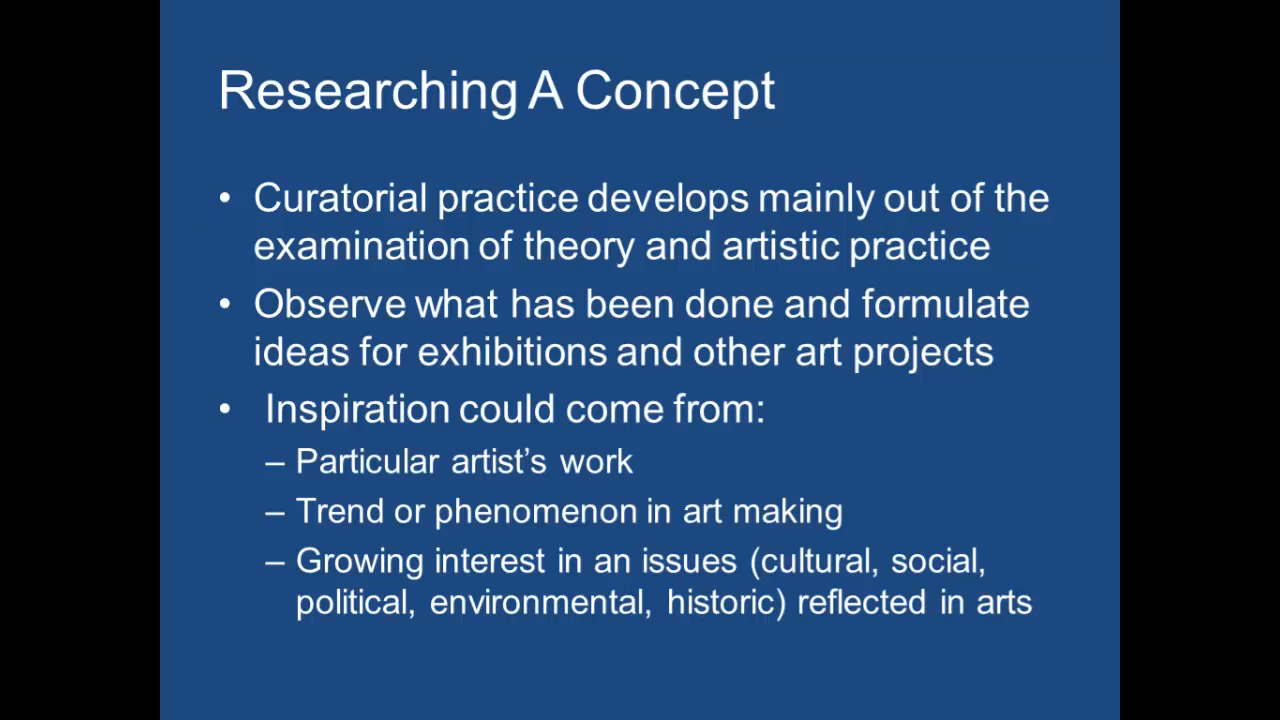 Researching A Concept
• Curatorial practice develops mainly out of the
examination of theory and artistic practice
• Observe what has been done and formulate
ideas for exhibitions and other art projects
• Inspiration could come from:
– Particular artist’s work
– Trend or phenomenon in art making
– Growing interest in an issues (cultural, social,
political, environmental, historic) reflected in arts